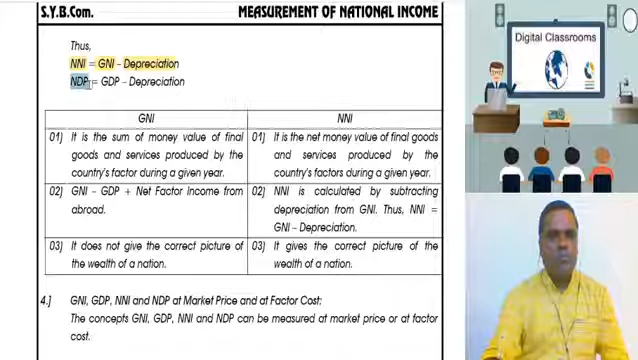 S.Y.B.Com.
MEASUREMENT OF NATIONAL INCOME
Thus,
NNI = GNI – Depreciation
NDP = GDP – Depreciation
GNI
NNI
01) It is the sum of money value of final
goods and services produced by the
country's factor during a given year.
01) It is the net money value of final goods
and services produced by the
country's factors during a given year.
02) GNI – GDP + Net Factor Income from
abroad.
02) NNI is calculated by subtracting
depreciation from GNI. Thus, NNI =
GNI – Depreciation.
03) It does not give the correct picture of
the wealth of a nation.
03) It gives the correct picture of the
wealth of a nation.
4.] GNI, GDP, NNI and NDP at Market Price and at Factor Cost:
The concepts GNI, GDP, NNI and NDP can be measured at market price or at factor
cost.
Digital Classrooms